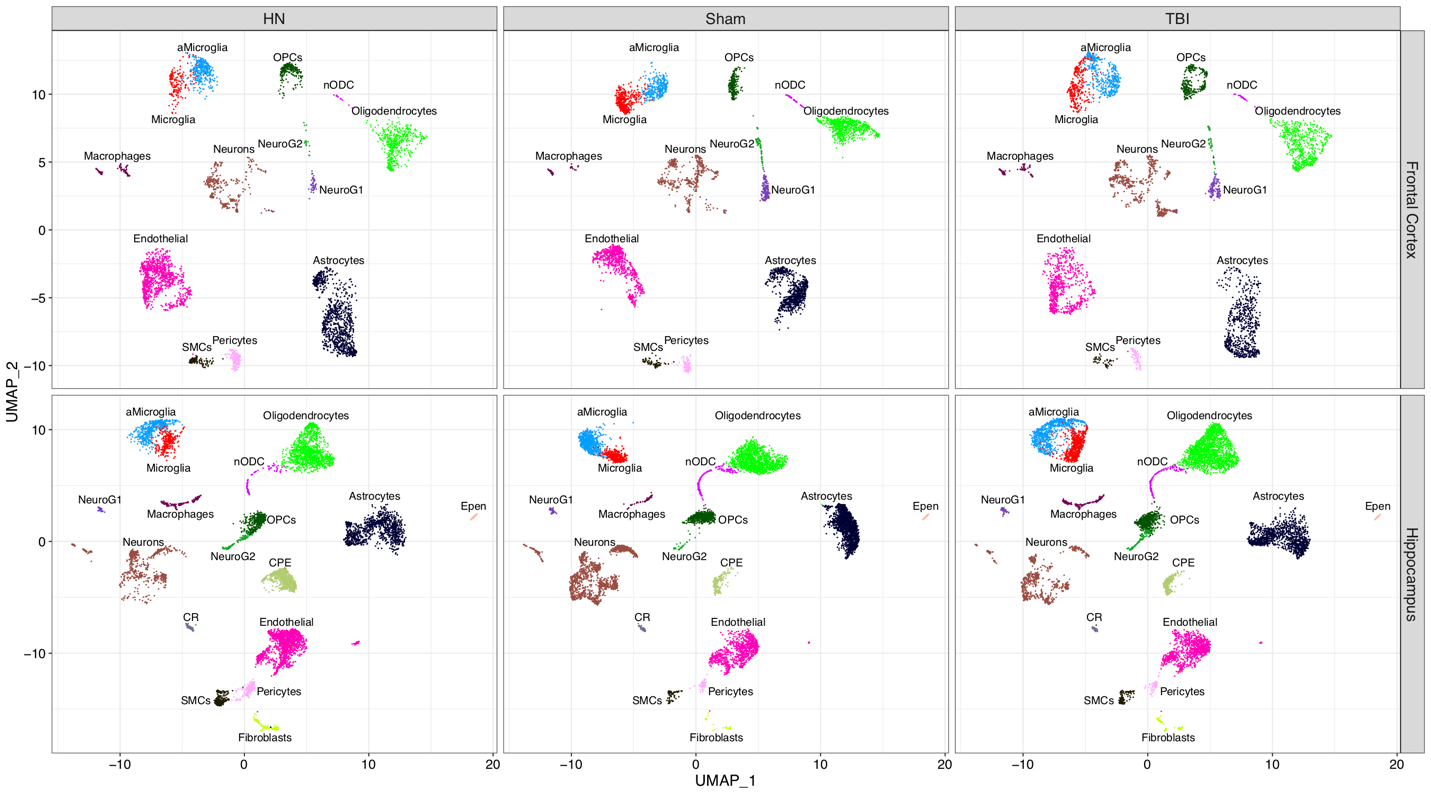 HN
Sham
TBI
aMicroglia
OPCs
nODC
Microglia
Oligodendrocytes
NeuroG2
Macrophages
Neurons
NeuroG1
Endothelial
Astrocytes
SMCs
Pericytes
10
5
0
−5
−10
aMicroglia
OPCs
nODC
Microglia
Oligodendrocytes
NeuroG2
Macrophages
Neurons
NeuroG1
Endothelial
Astrocytes
SMCs
Pericytes
aMicroglia
OPCs
nODC
Microglia
Oligodendrocytes
NeuroG2
Macrophages
Neurons
NeuroG1
Endothelial
Astrocytes
SMCs
Pericytes
Frontal Cortex
UMAP_2
aMicroglia
Oligodendrocytes
Microglia
nODC
NeuroG1
Macrophages
Astrocytes
Epen
OPCs
Neurons
NeuroG2
CPE
CR
Endothelial
SMCs
Pericytes
Fibroblasts
10
0
−10
aMicroglia
Oligodendrocytes
Microglia
nODC
NeuroG1
Macrophages
Astrocytes
Epen
OPCs
Neurons
NeuroG2
CPE
CR
Endothelial
SMCs
Pericytes
Fibroblasts
aMicroglia
Oligodendrocytes
Microglia
nODC
NeuroG1
Macrophages
Astrocytes
Epen
OPCs
Neurons
NeuroG2
CPE
CR
Endothelial
SMCs
Pericytes
Fibroblasts
Hippocampus
−10
0
10
20
−10
0
10
20
−10
0
10
20
UMAP_1